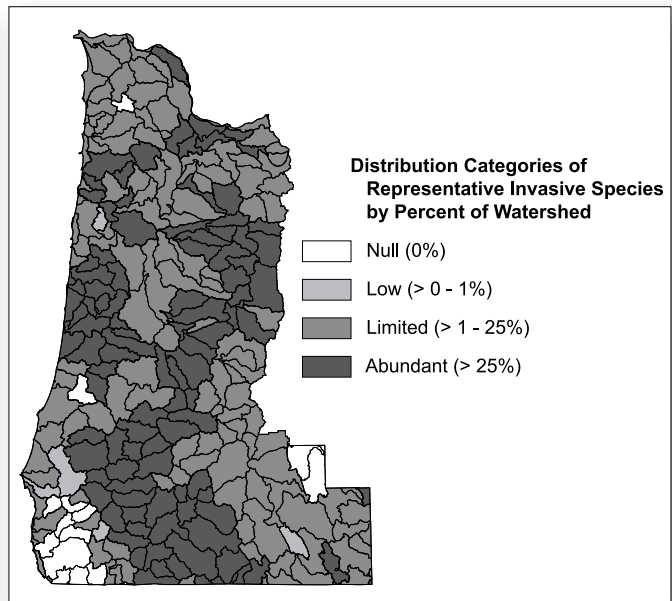 Distribution Categories of
Representative Invasive Species
by Percent of Watershed
Null (0%)
Low (> 0 - 1%)
Limited (> 1 - 25%)
Abundant (> 25%)